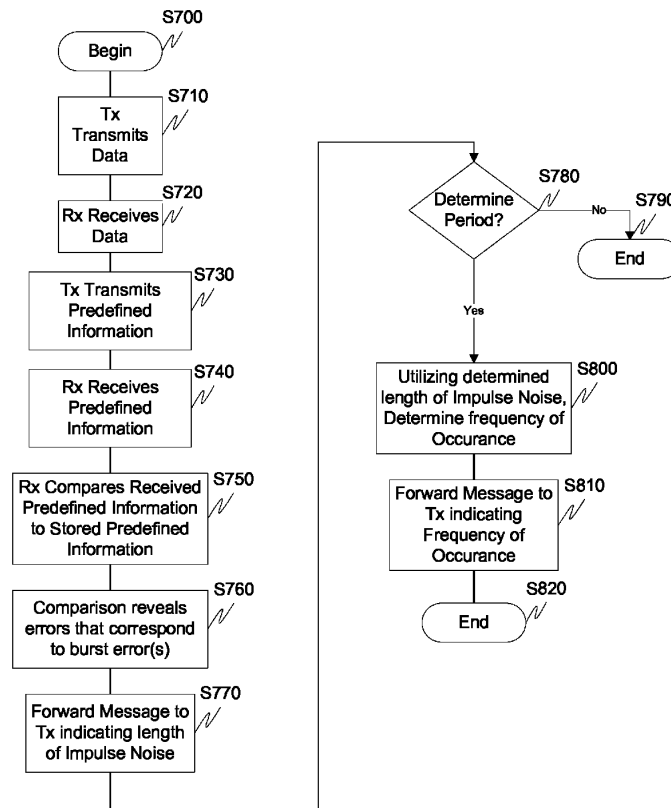 S700
Begin
S710
Tx
Transmits
Data
S720
Rx Receives
Data
S730
Tx Transmits
Predefined
Information
S740
Rx Receives
Predefined
Information
S750
Rx Compares Received
Predefined Information
to Stored Predefined
Information
S760
Comparison reveals
errors that correspond
to burst error(s)
S770
Forward Message to
Tx indicating length
of Impulse Noise
S780
Determine
Period?
No
S790
End
Yes
S800
Utilizing determined
length of Impulse Noise,
Determine frequency of
Occurance
S810
Forward Message to
Tx indicating
Frequency of
Occurance
S820
End